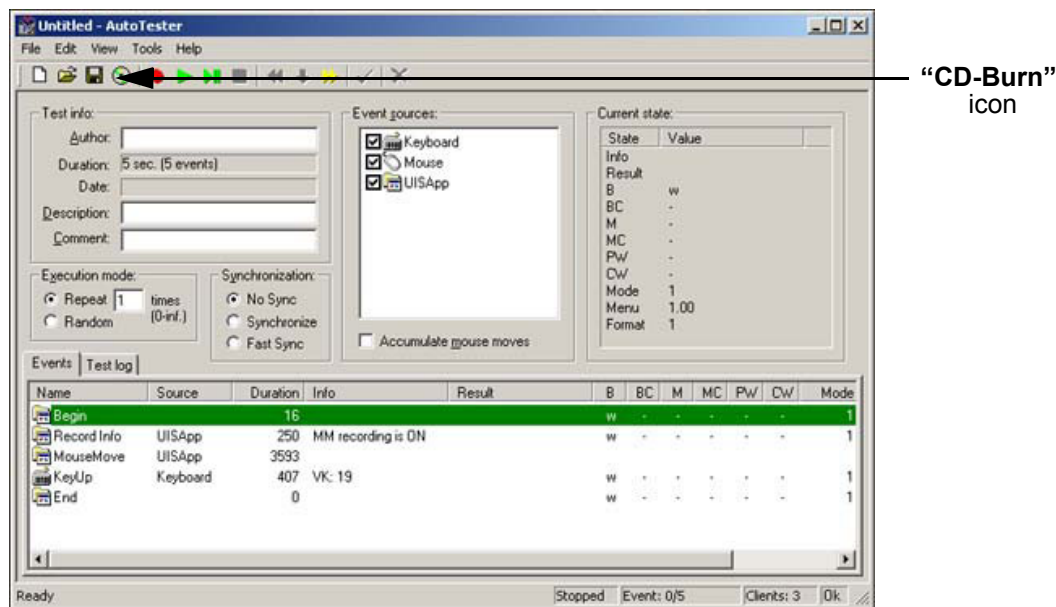 Untitled - AutoTester
File Edit View Tools Help
“CD-Burn”
icon
Test info:
Author:
Duration: 5 sec. (5 events)
Date:
Description:
Comment:
Execution mode:
Repeat 1 times
(0-inf.)
Random
Synchronization:
No Sync
Synchronize
Fast Sync
Event sources:
Keyboard
Mouse
UISApp
Accumulate mouse moves
Current state:
State Value
Info
Result
B w
BC -
M -
MC -
PW -
CW -
Mode 1
Menu 1.00
Format 1
Events Test log
Name Source Duration Info Result B BC M MC PW CW Mode
Begin 16 w - - - - - 1
Record Info UISApp 250 MM recording is ON w - - - - - 1
MouseMove UISApp 3593
KeyUp Keyboard 407 VK: 19 w - - - - - 1
End 0 w - - - - - 1
Ready Stopped Event: 0/5 Clients: 3 Ok